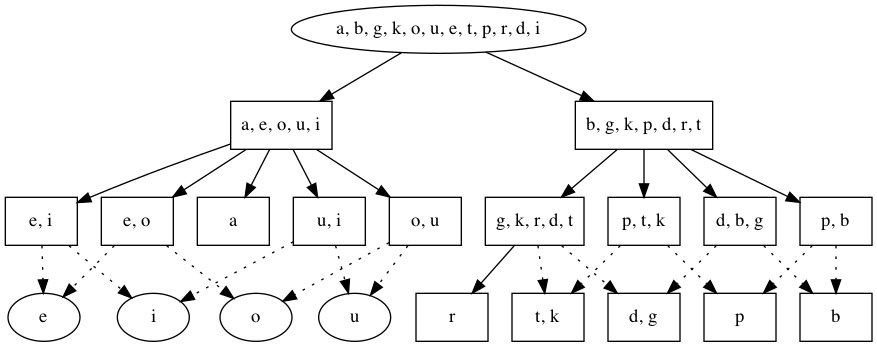 a, b, g, k, o, u, e, t, p, r, d, i
a, e, o, u, i
b, g, k, p, d, r, t
e, i
e, o
a
u, i
o, u
g, k, r, d, t
p, t, k
d, b, g
p, b
e
i
o
u
r
t, k
d, g
p
b